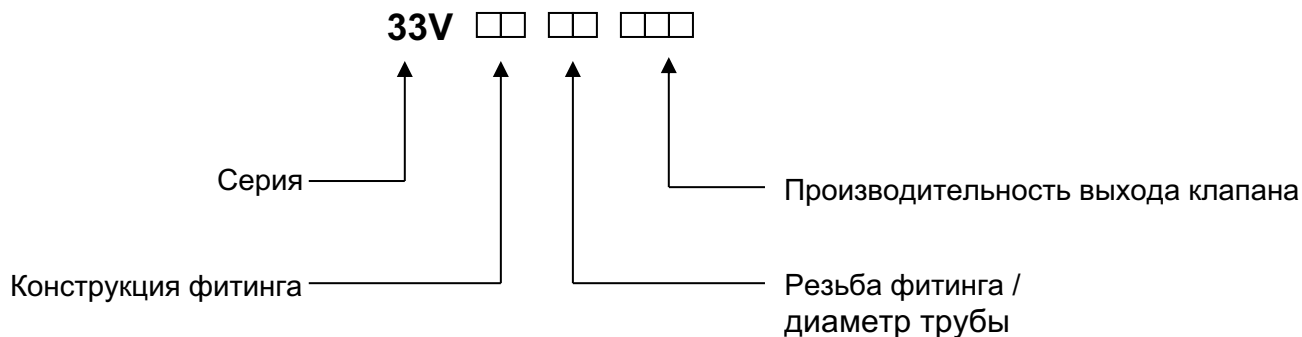 33V □□ □□ □□□
Серия
Производительность выхода клапана
Конструкция фитинга
Резьба фитинга /
диаметр трубы